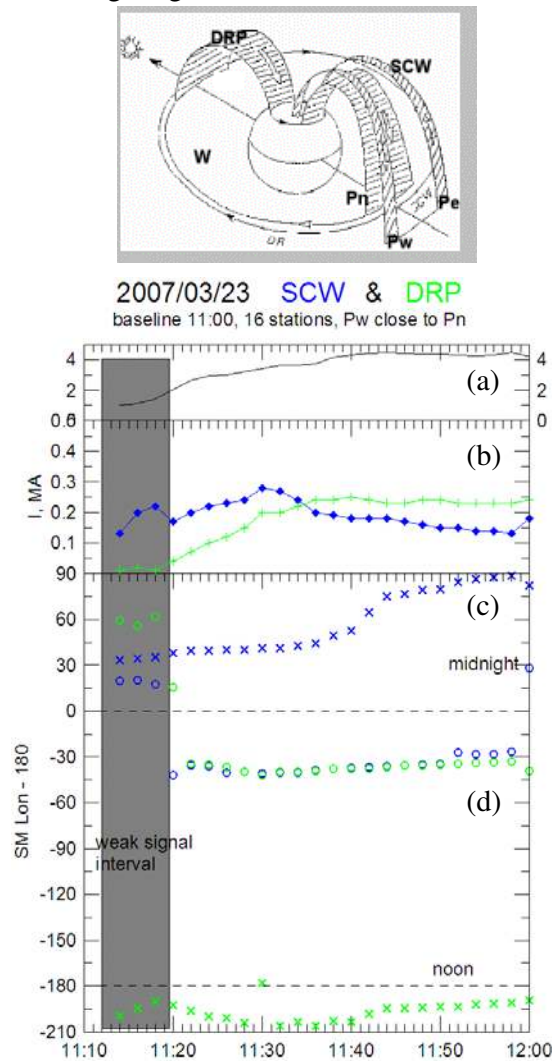 DRP
SCW
W
Pn
Pe
Pw
DR
2007/03/23 SCW & DRP
baseline 11:00, 16 stations, Pw close to Pn
4
2
0
4
2
0
(a)
0.4
0.3
0.2
0.1
I, MA
(b)
90
60
30
0
-30
-60
-90
-120
-150
-180
-210
SM Lon - 180
(c)
midnight
(d)
weak signal
interval
noon
11:10 11:20 11:30 11:40 11:50 12:00